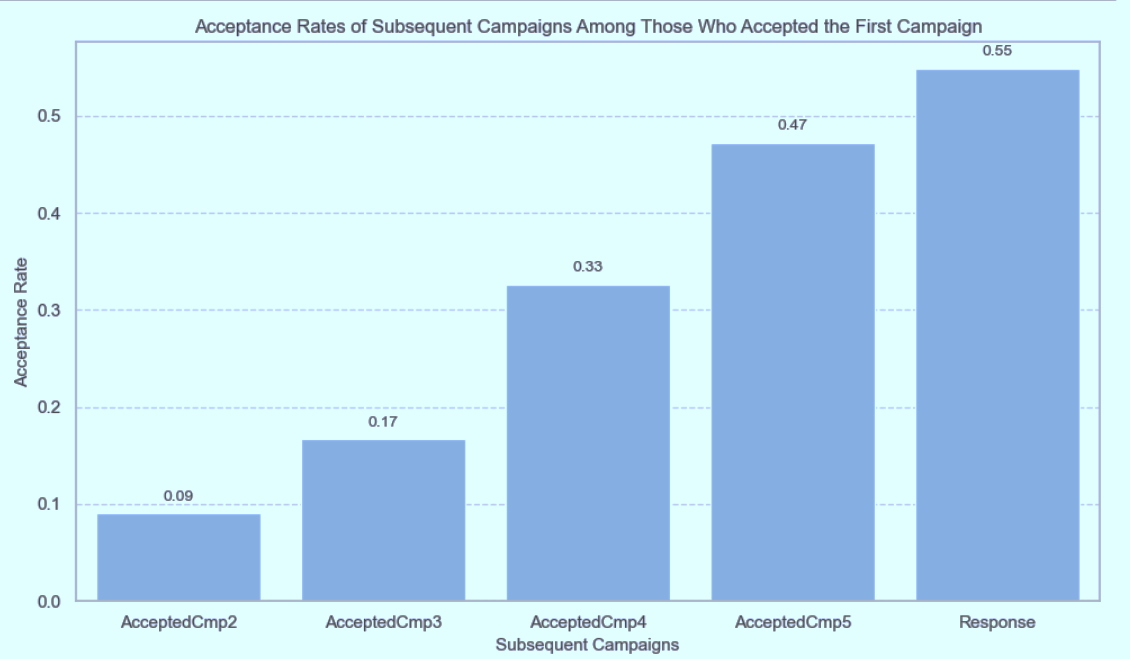 Acceptance Rates of Subsequent Campaigns Among Those Who Accepted the First Campaign
0.55
0.5
0.47
0.4
0.33
0.3
Acceptance Rate
0.2
0.17
0.1
0.09
0.0
AcceptedCmp2 AcceptedCmp3 AcceptedCmp4 AcceptedCmp5 Response
Subsequent Campaigns